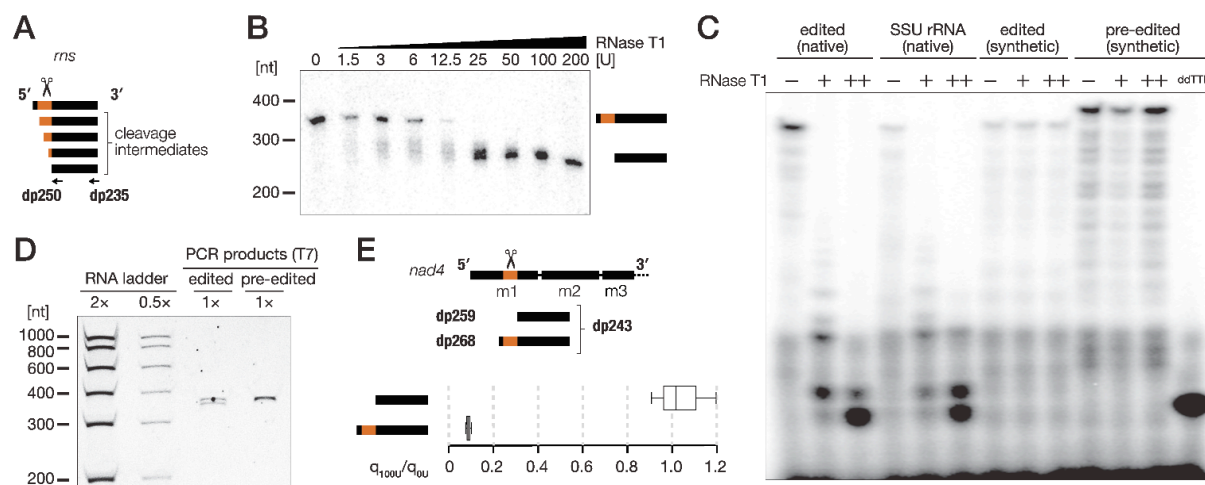 A
rns
5′ 3′
cleavage
intermediates
dp250 dp235
B
RNase T1
[U]
0 1.5 3 6 12.5 25 50 100 200
[nt]
400
300
200
C
edited
(native)
SSU rRNA
(native)
edited
(synthetic)
pre-edited
(synthetic)
RNase T1 – + ++ – + ++ – + ++ – + ++ ddTTP
D
PCR products (T7)
RNA ladder edited pre-edited
2× 0.5× 1× 1×
[nt]
1000
800
600
400
300
200
E
5′ 3′
nad4
m1 m2 m3
dp259
dp243
dp268
q100U/q0U
0 0.2 0.4 0.6 0.8 1.0 1.2